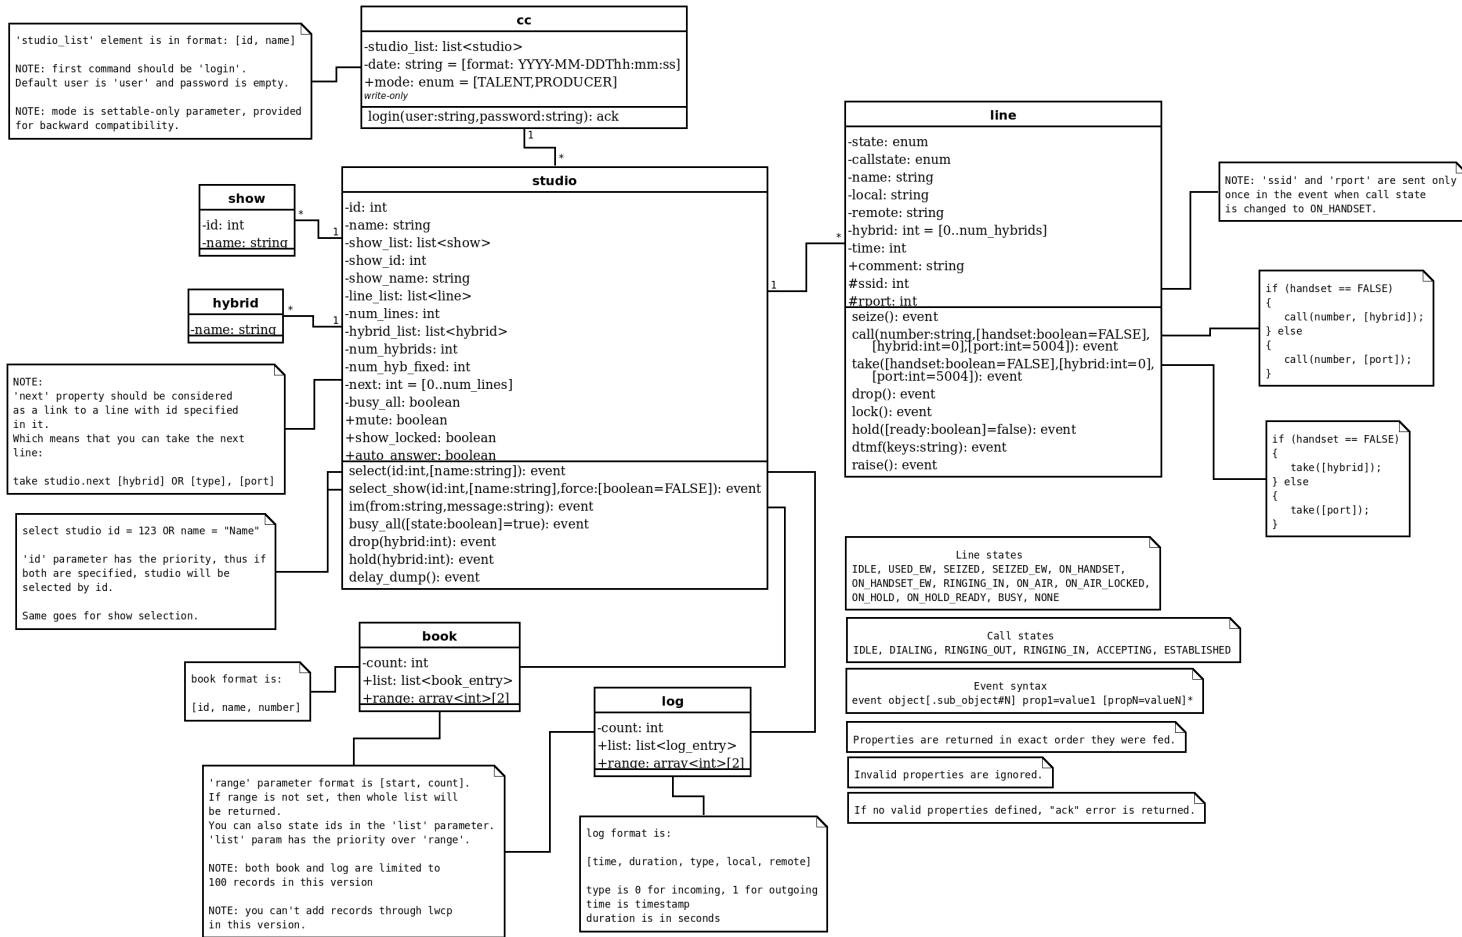 cc
-studio_list: list<studio>
-date: string = [format: YYYY-MM-DDThh:mm:ss]
+mode: enum = [TALENT,PRODUCER]
write-only
login(user:string,password:string): ack
'studio_list' element is in format: [id, name]
NOTE: first command should be 'login'.
Default user is 'user' and password is empty.
NOTE: mode is settable-only parameter, provided
for backward compatibility.
1
*
studio
-id: int
-name: string
-show_list: list<show>
-show_id: int
-show_name: string
-line_list: list<line>
-num_lines: int
-hybrid_list: list<hybrid>
-num_hybrids: int
-num_hyb_fixed: int
-next: int = [0..num_lines]
-busy_all: boolean
+mute: boolean
+show_locked: boolean
+auto_answer: boolean
select(id:int,[name:string]): event
select_show(id:int,[name:string],force:[boolean=FALSE]): event
im(from:string,message:string): event
busy_all([state:boolean]=true): event
drop(hybrid:int): event
hold(hybrid:int): event
delay_dump(): event
show
-id: int
-name: string
*
1
hybrid
-name: string
*
1
NOTE:
'next' property should be considered
as a link to a line with id specified
in it.
Which means that you can take the next
line:
take studio.next [hybrid] OR [type], [port]
select studio id = 123 OR name = "Name"
'id' parameter has the priority, thus if
both are specified, studio will be
selected by id.
Same goes for show selection.
1
*
line
-state: enum
-callstate: enum
-name: string
-local: string
-remote: string
-hybrid: int = [0..num_hybrids]
-time: int
+comment: string
#ssid: int
#rport: int
seize(): event
call(number:string,[handset:boolean=FALSE],
[hybrid:int=0],[port:int=5004]): event
take([handset:boolean=FALSE],[hybrid:int=0],
[port:int=5004]): event
drop(): event
lock(): event
hold([ready:boolean]=false): event
dtmf(keys:string): event
raise(): event
NOTE: 'ssid' and 'rport' are sent only
once in the event when call state
is changed to ON_HANDSET.
if (handset == FALSE)
{
call(number, [hybrid]);
} else
{
call(number, [port]);
}
if (handset == FALSE)
{
take([hybrid]);
} else
{
take([port]);
}
Line states
IDLE, USED_EW, SEIZED, SEIZED_EW, ON_HANDSET,
ON_HANDSET_EW, RINGING_IN, ON_AIR, ON_AIR_LOCKED,
ON_HOLD, ON_HOLD_READY, BUSY, NONE
Call states
IDLE, DIALING, RINGING_OUT, RINGING_IN, ACCEPTING, ESTABLISHED
Event syntax
event object[.sub_object#N] prop1=value1 [propN=valueN]*
Properties are returned in exact order they were fed.
Invalid properties are ignored.
If no valid properties defined, "ack" error is returned.
book
-count: int
+list: list<book_entry>
+range: array<int>[2]
book format is:
[id, name, number]
log
-count: int
+list: list<log_entry>
+range: array<int>[2]
'range' parameter format is [start, count].
If range is not set, then whole list will
be returned.
You can also state ids in the 'list' parameter.
'list' param has the priority over 'range'.
NOTE: both book and log are limited to
100 records in this version
NOTE: you can't add records through lwcp
in this version.
log format is:
[time, duration, type, local, remote]
type is 0 for incoming, 1 for outgoing
time is timestamp
duration is in seconds